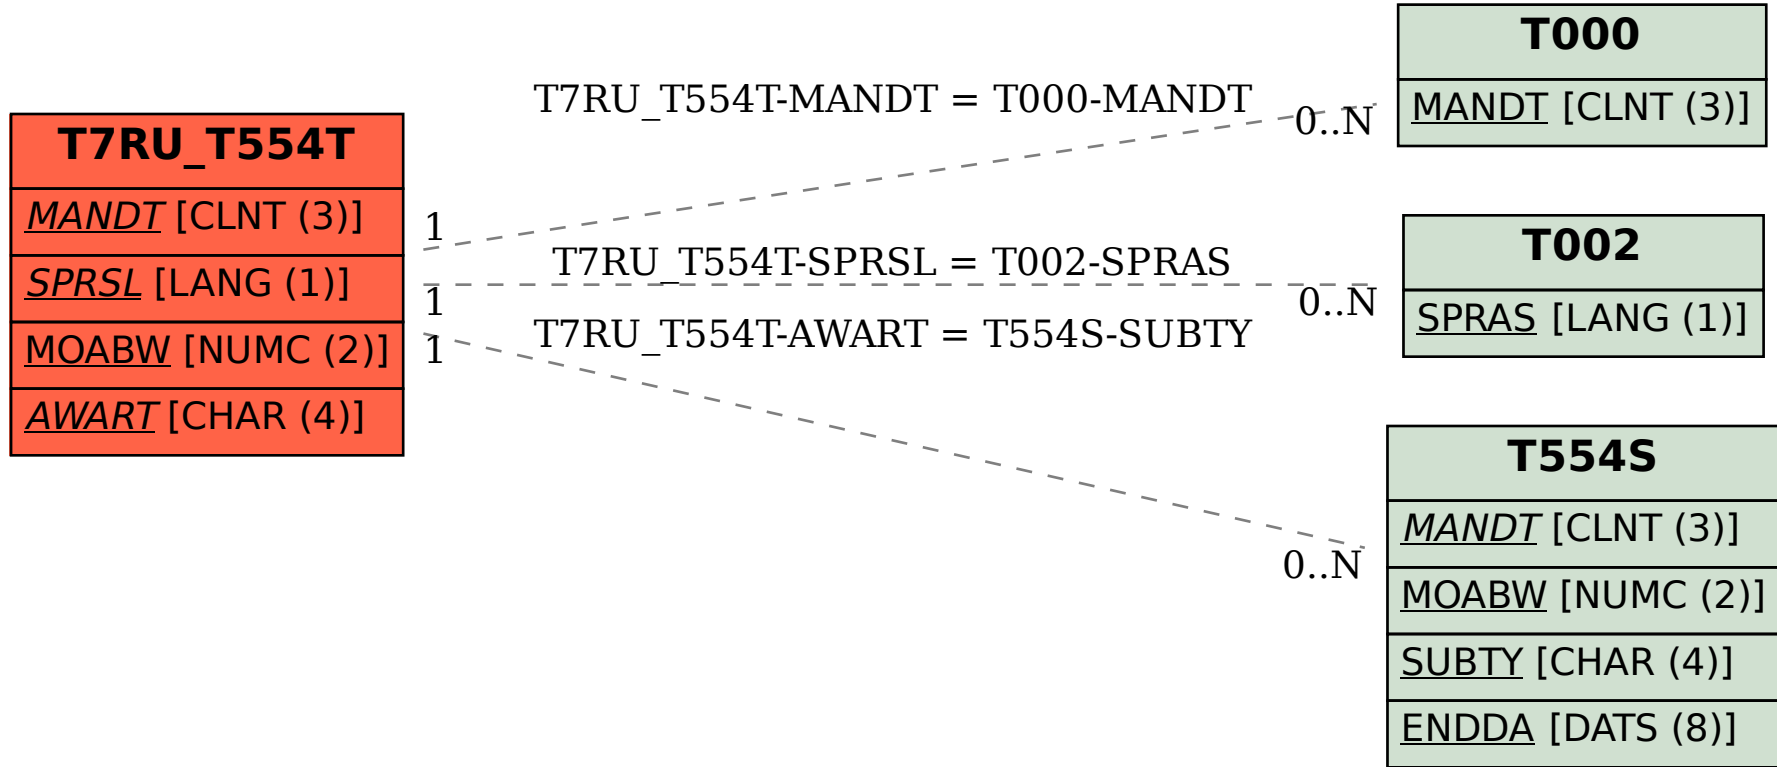 T7RU_T554T
MANDT [CLNT (3)]
SPRSL [LANG (1)]
MOABW [NUMC (2)]
AWART [CHAR (4)]
T7RU_T554T-MANDT = T000-MANDT
1
0..N
T7RU_T554T-SPRSL = T002-SPRAS
1
0..N
T7RU_T554T-AWART = T554S-SUBTY
1
0..N
T000
MANDT [CLNT (3)]
T002
SPRAS [LANG (1)]
T554S
MANDT [CLNT (3)]
MOABW [NUMC (2)]
SUBTY [CHAR (4)]
ENDDA [DATS (8)]